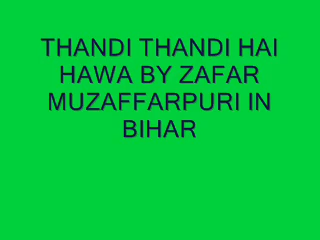 THANDI THANDI HAI
HAWA BY ZAFAR
MUZAFFARPURI IN
BIHAR